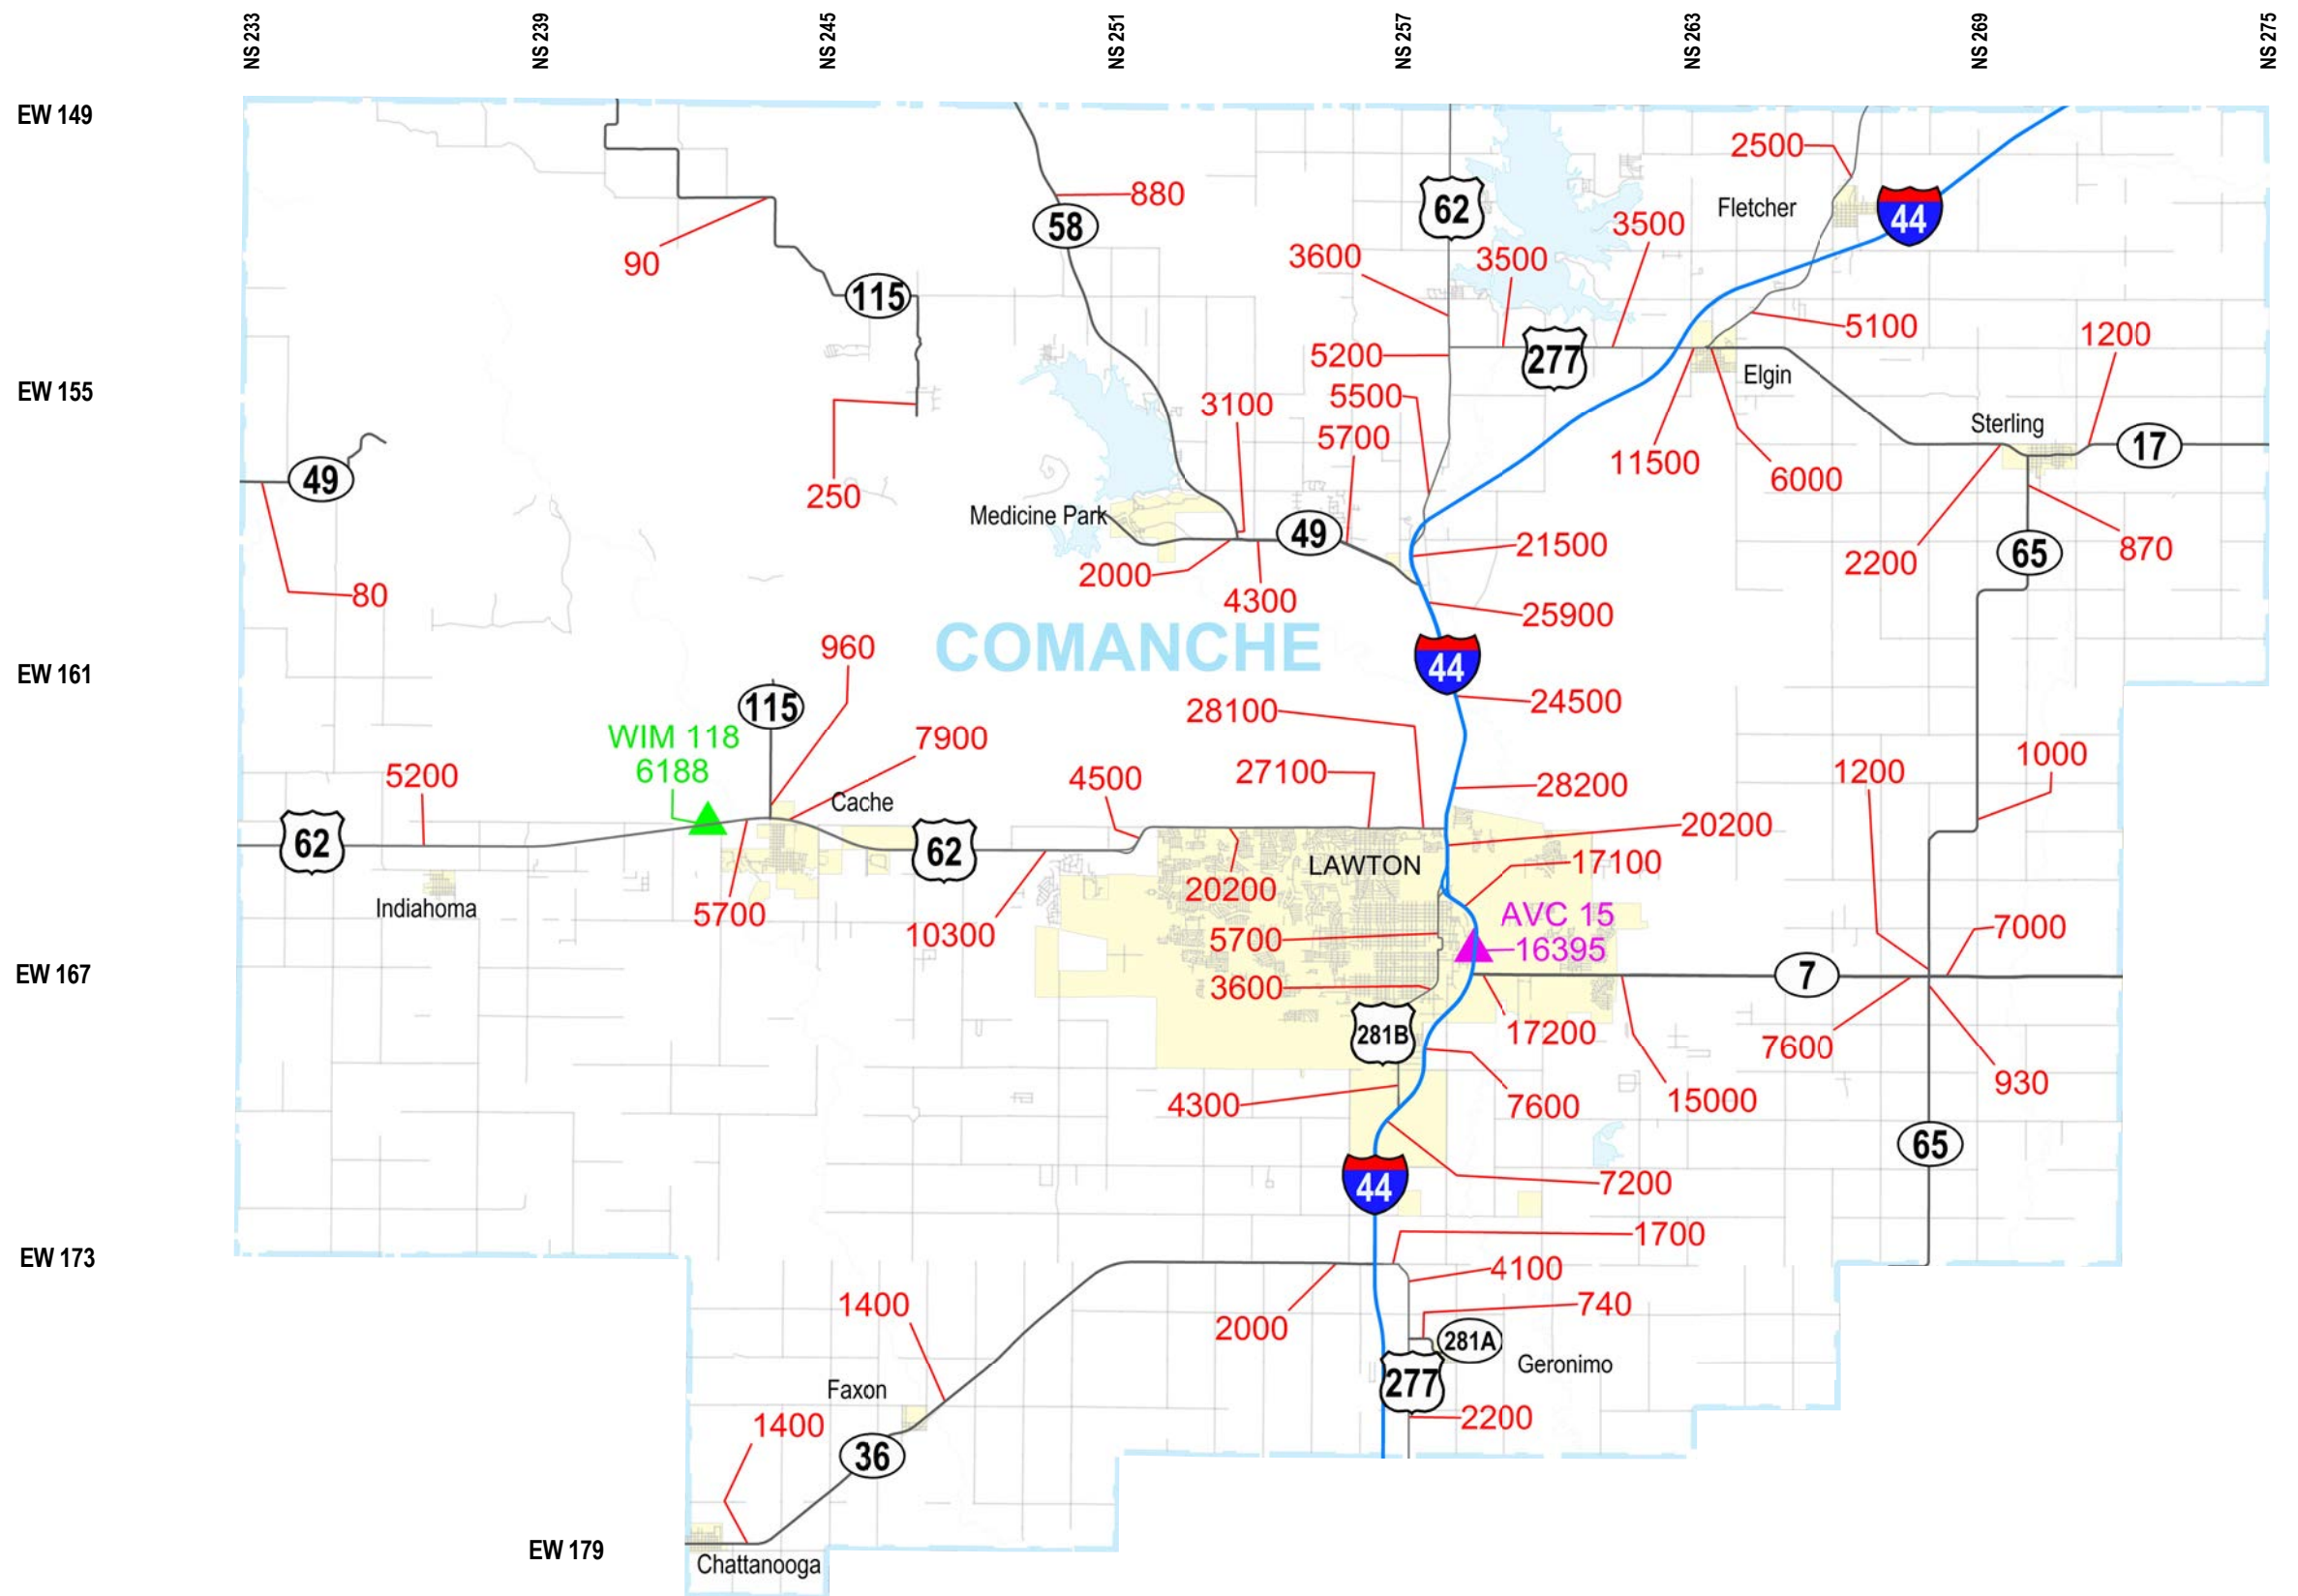 NS 233
NS 239
NS 245
NS 251
NS 257
NS 263
NS 269
NS 275
EW 149
2500
880
Fletcher
62
44
58
3500
3600
3500
90
115
5100
1200
5200
277
Elgin
EW 155
5500
3100
5700
Sterling
17
11500
49
6000
250
Medicine Park
49
21500
2200
65
870
2000
80
4300
25900
COMANCHE
960
44
EW 161
24500
115
28100
WIM 118
6188
7900
5200
4500
27100
28200
1200
1000
Cache
20200
62
62
LAWTON
17100
20200
Indiahoma
5700
10300
AVC 15
16395
5700
7000
EW 167
7
3600
281B
17200
7600
930
4300
7600
15000
65
44
7200
1700
EW 173
4100
1400
740
2000
281A
Geronimo
277
Faxon
1400
2200
36
EW 179
Chattanooga